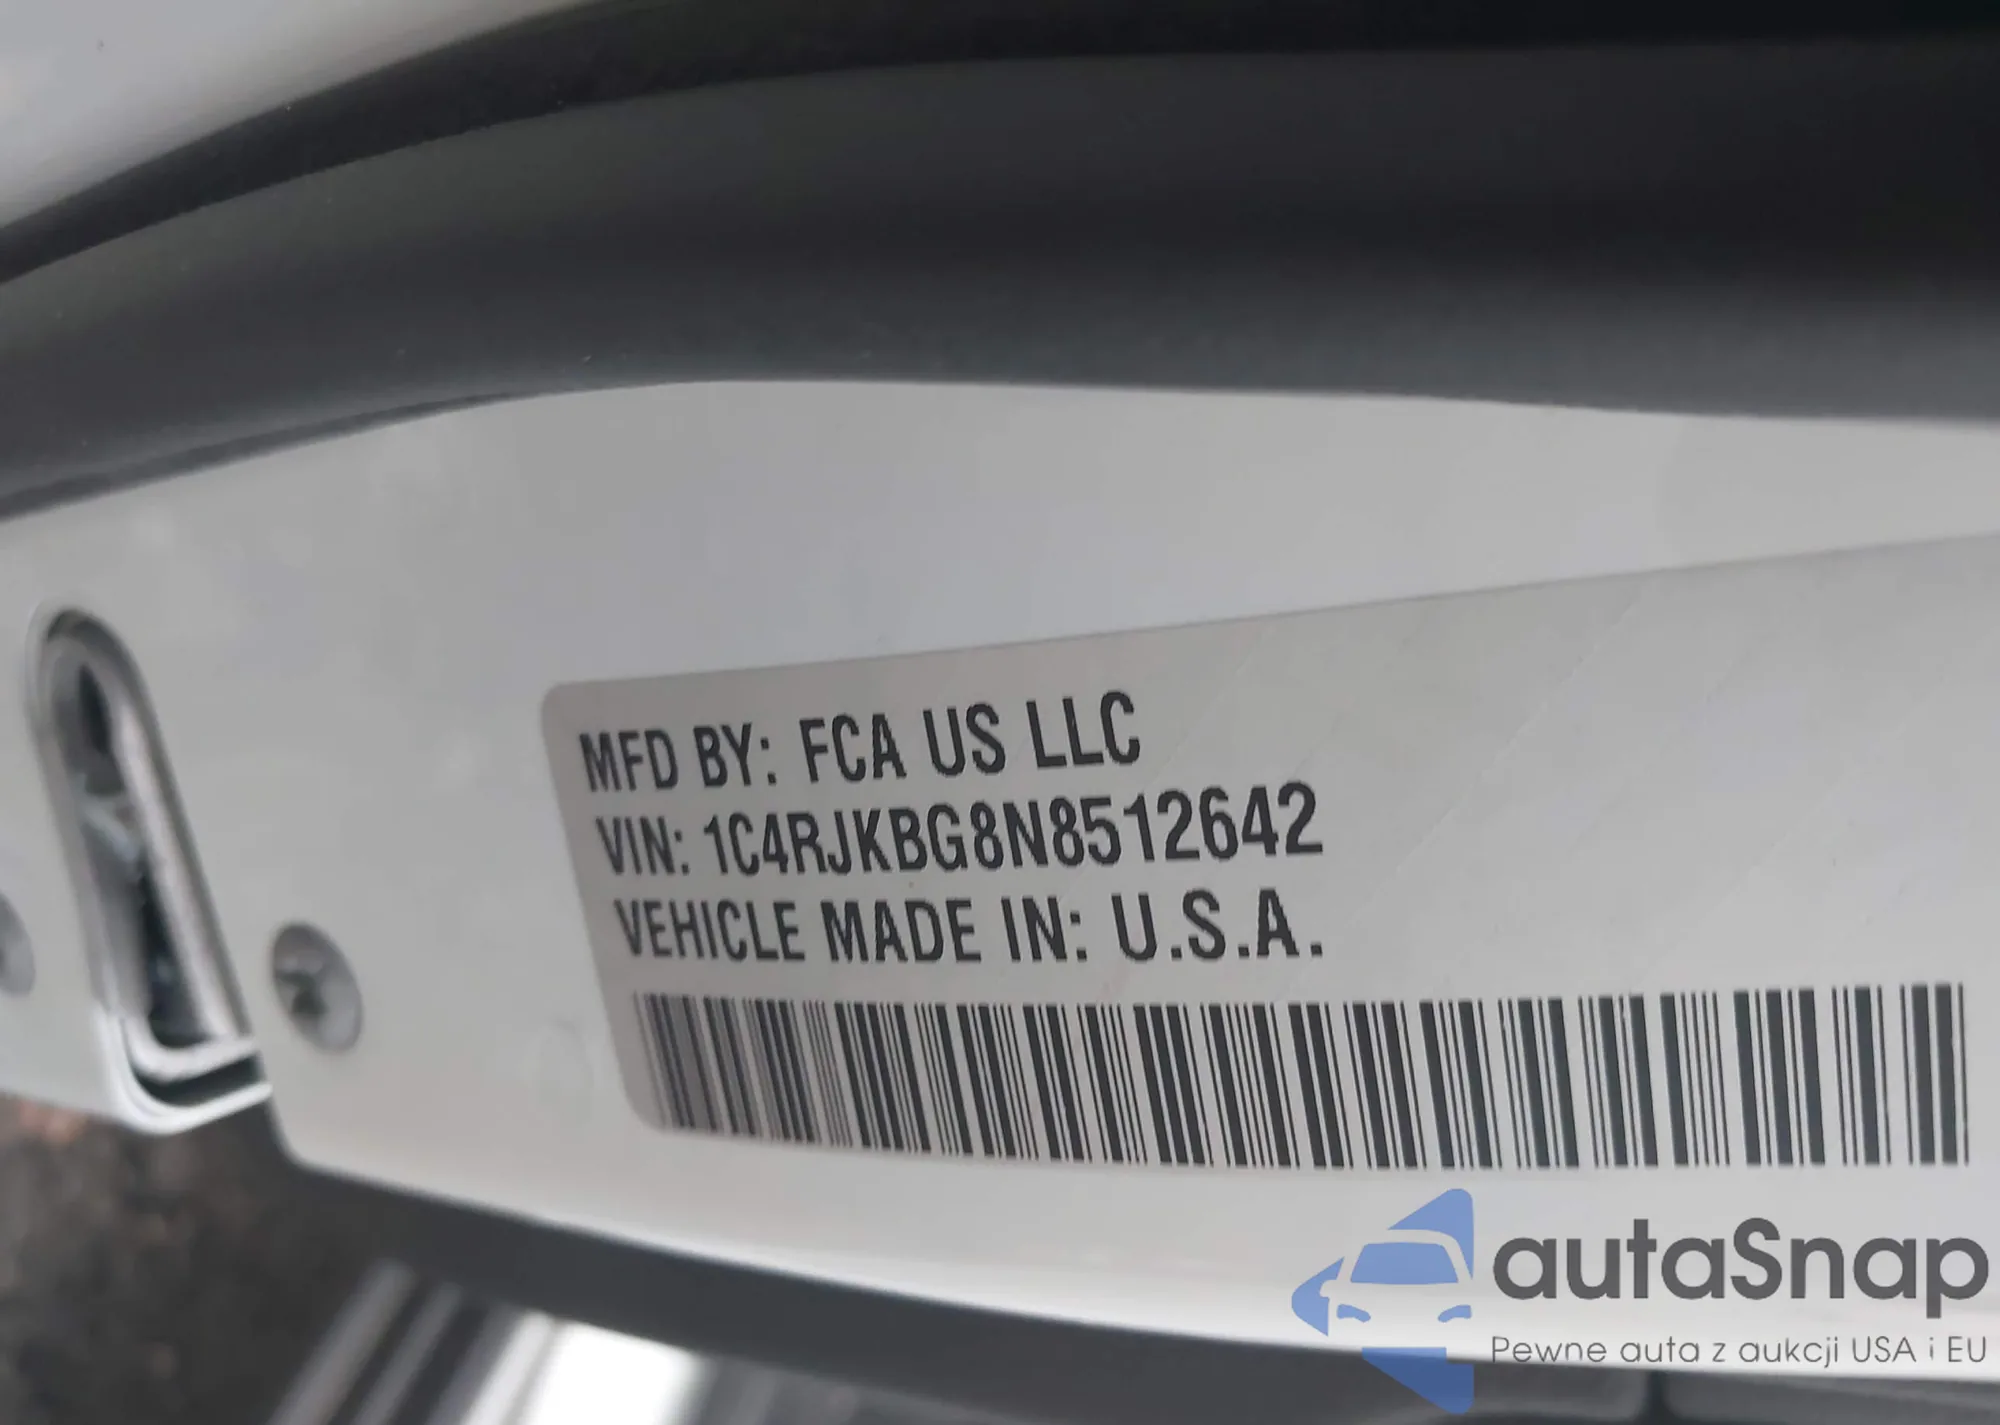 MFD BY: FCA US LLC
VIN: 1C4RJKBG8N8512642
VEHICLE MADE IN: U.S.A.
autaSnap
Pewne auta z aukcji USA i EU